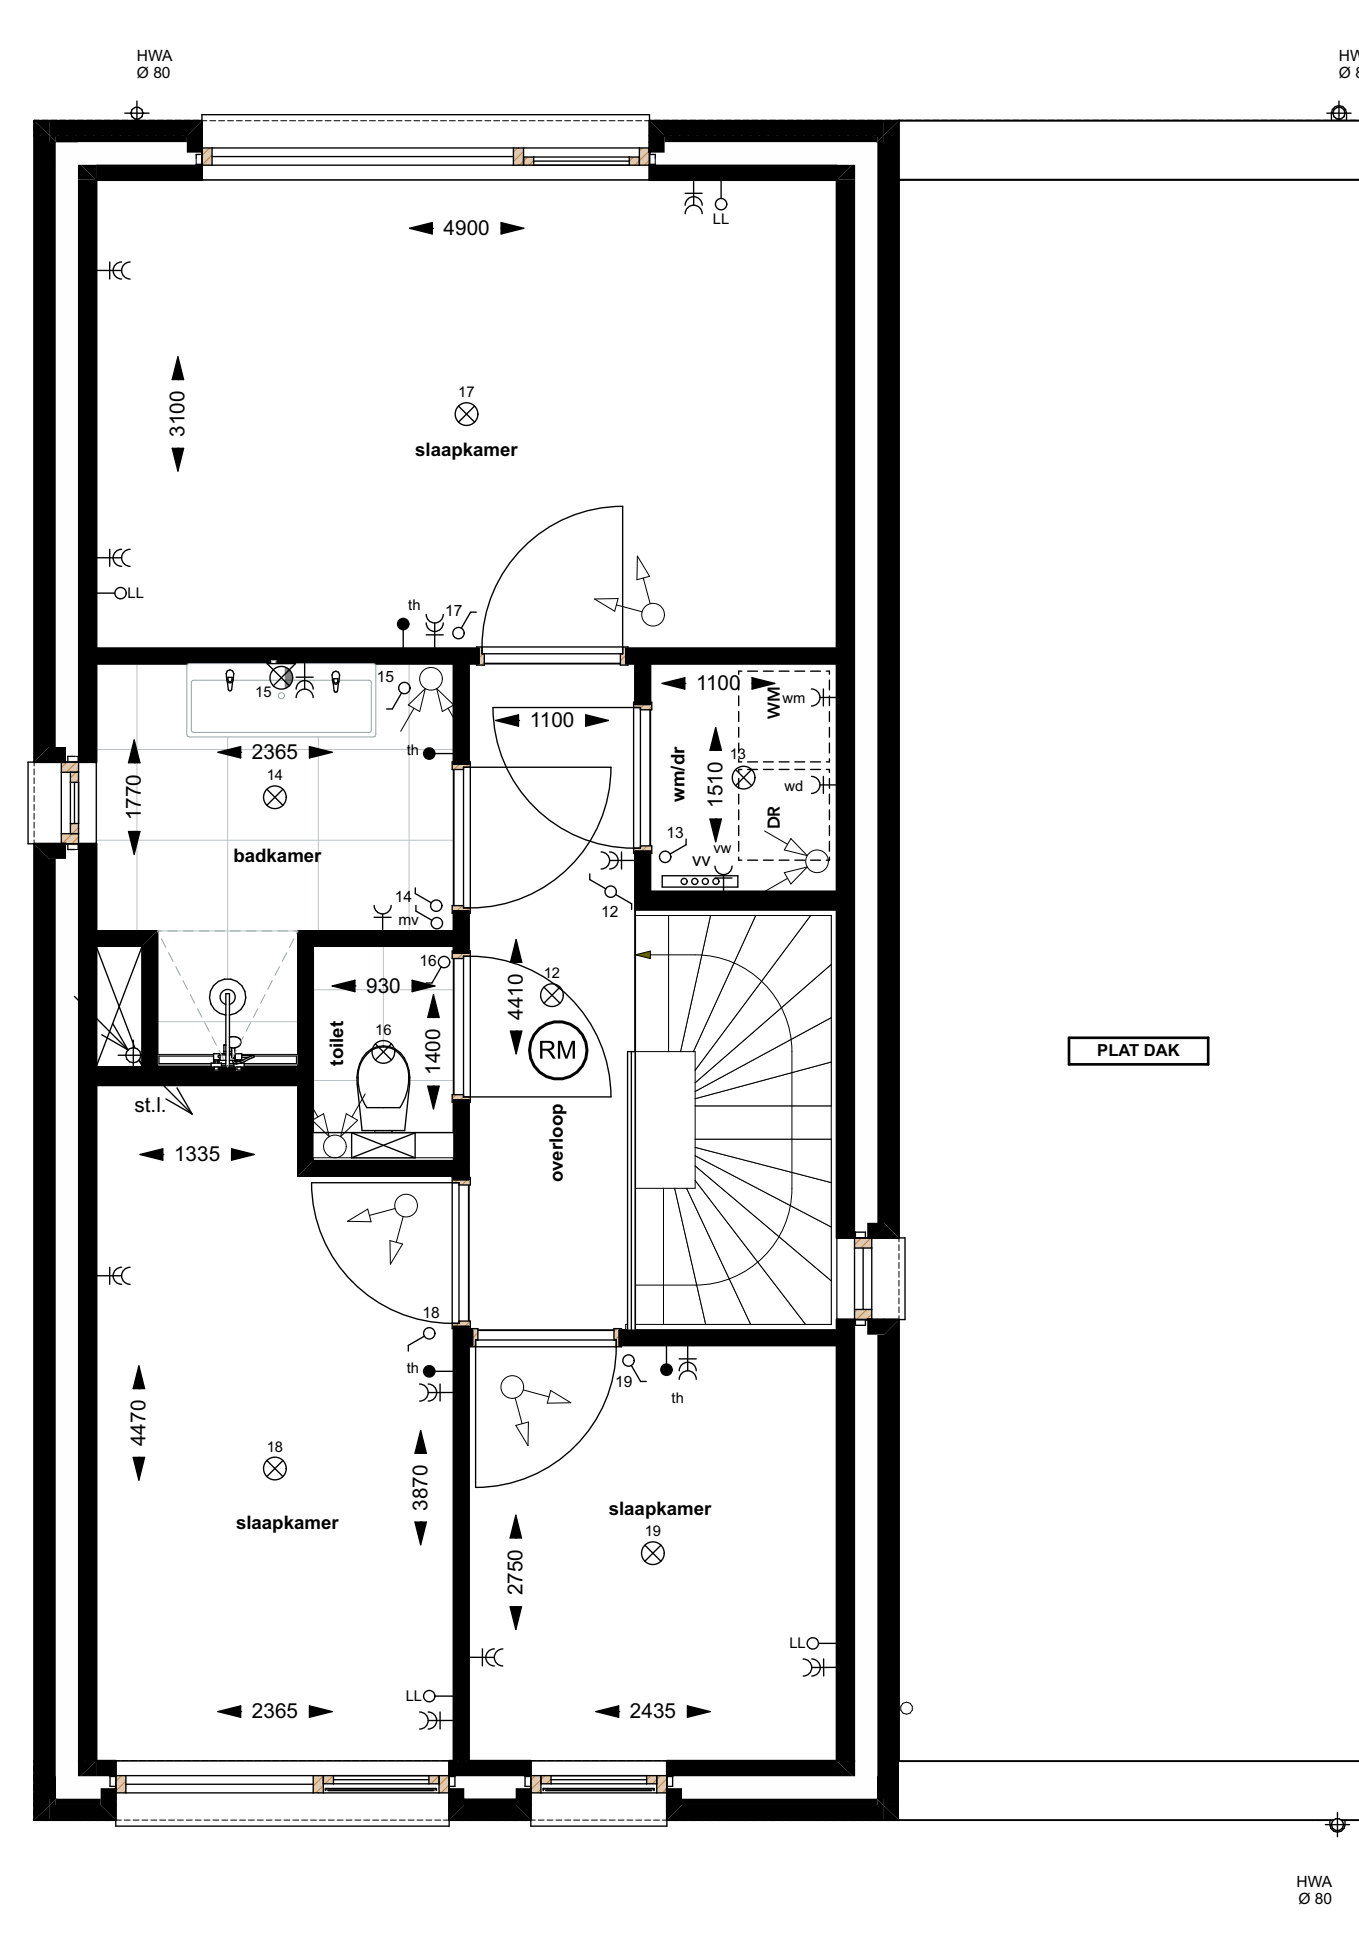 HWA
Ø 80
HW
Ø 8
4900
LL
3100
17
slaapkamer
LL
th
17
15
15
1100
WM
wm
1100
2365
th
14
1770
wm/dr
1510
13
wd
DR
badkamer
13
vw
VV
14
mv
12
16
930
4410
12
toilet
16
1400
RM
PLAT DAK
st.l.
overloop
1335
18
th
19
th
4470
3870
18
slaapkamer
slaapkamer
19
2750
LL
LL
2365
2435
HWA
Ø 80